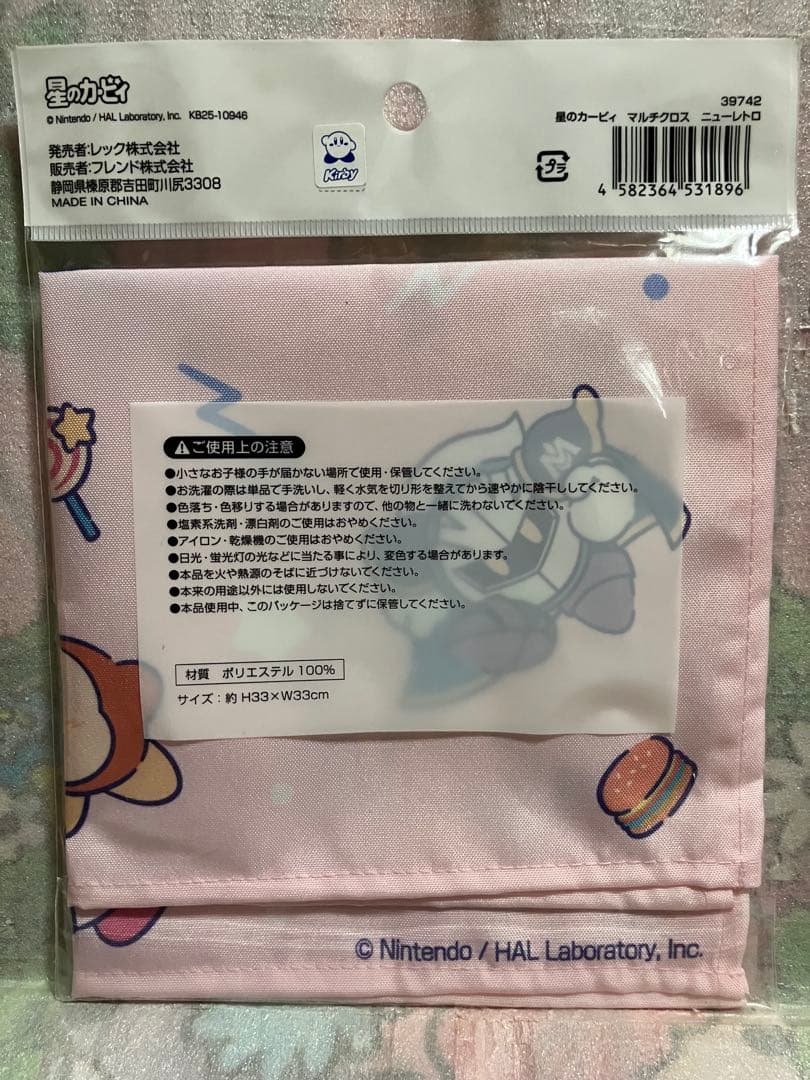 星のカービィ
© Nintendo / HAL Laboratory, Inc. KB25-10946
発売者:レック株式会社
販売者:フレンド株式会社
静岡県榛原郡吉田町川尻3308
MADE IN CHINA
Kirby
プラ
39742
星のカービィ マルチクロス ニューレトロ
4 582364 531896
M
ご使用上の注意
●小さなお子様の手が届かない場所で使用・保管してください。
●お洗濯の際は単品で手洗いし、軽く水気を切り形を整えてから速やかに陰干ししてください。
●色落ち・色移りする場合がありますので、他の物と一緒に洗わないでください。
●塩素系洗剤・漂白剤のご使用はおやめください。
●アイロン・乾燥機のご使用はおやめください。
●日光・蛍光灯の光などに当たる事により、変色する場合があります。
●本品を火や熱源のそばに近づけないでください。
●本来の用途以外には使用しないでください。
●本品使用中、このパッケージは捨てずに保管してください。
材質 ポリエステル100%
サイズ:約 H33×W33cm
© Nintendo / HAL Laboratory, Inc.